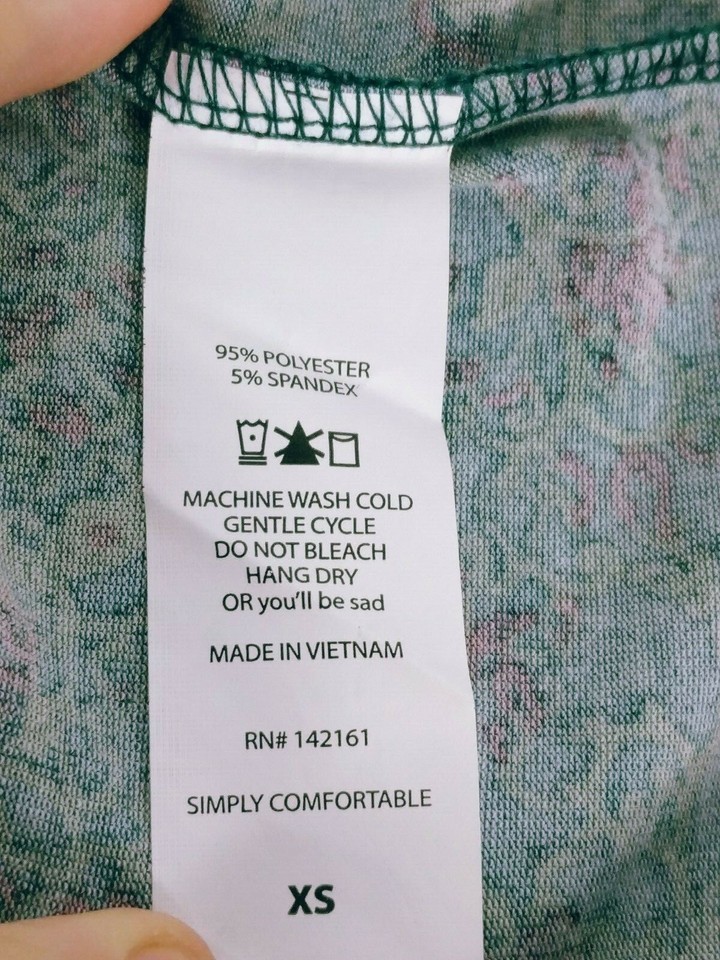 95% POLYESTER
5% SPANDEX
MACHINE WASH COLD
GENTLE CYCLE
DO NOT BLEACH
HANG DRY
OR you'll be sad
MADE IN VIETNAM
RN# 142161
SIMPLY COMFORTABLE
XS